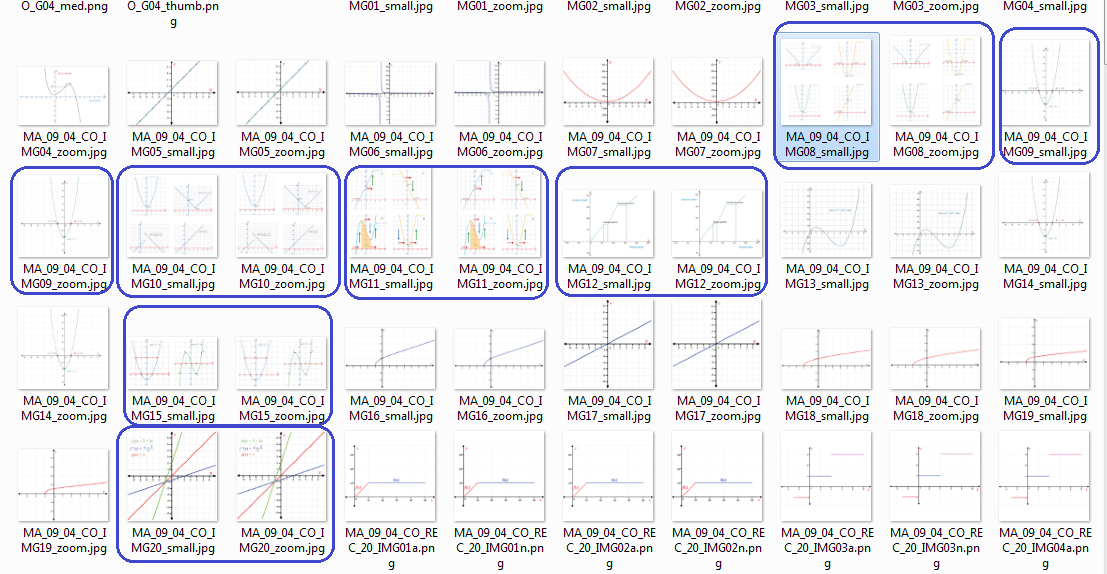 O_G04_med.png
O_G04_thumb.pn
g
MG01_small.jpg
MG01_zoom.jpg
MG02_small.jpg
MG02_zoom.jpg
MG03_small.jpg
MG03_zoom.jpg
MG04_small.jpg
MA_09_04_CO_I
MG04_zoom.jpg
MA_09_04_CO_I
MG05_small.jpg
MA_09_04_CO_I
MG05_zoom.jpg
MA_09_04_CO_I
MG06_small.jpg
MA_09_04_CO_I
MG06_zoom.jpg
MA_09_04_CO_I
MG07_small.jpg
MA_09_04_CO_I
MG07_zoom.jpg
MA_09_04_CO_I
MG08_small.jpg
MA_09_04_CO_I
MG08_zoom.jpg
MA_09_04_CO_I
MG09_small.jpg
MA_09_04_CO_I
MG09_zoom.jpg
MA_09_04_CO_I
MG10_small.jpg
MA_09_04_CO_I
MG10_zoom.jpg
MA_09_04_CO_I
MG11_small.jpg
MA_09_04_CO_I
MG11_zoom.jpg
MA_09_04_CO_I
MG12_small.jpg
MA_09_04_CO_I
MG12_zoom.jpg
MA_09_04_CO_I
MG13_small.jpg
MA_09_04_CO_I
MG13_zoom.jpg
MA_09_04_CO_I
MG14_small.jpg
MA_09_04_CO_I
MG14_zoom.jpg
MA_09_04_CO_I
MG15_small.jpg
MA_09_04_CO_I
MG15_zoom.jpg
MA_09_04_CO_I
MG16_small.jpg
MA_09_04_CO_I
MG16_zoom.jpg
MA_09_04_CO_I
MG17_small.jpg
MA_09_04_CO_I
MG17_zoom.jpg
MA_09_04_CO_I
MG18_small.jpg
MA_09_04_CO_I
MG18_zoom.jpg
MA_09_04_CO_I
MG19_small.jpg
MA_09_04_CO_I
MG19_zoom.jpg
MA_09_04_CO_I
MG20_small.jpg
MA_09_04_CO_I
MG20_zoom.jpg
MA_09_04_CO_RE
C_20_IMG01a.pn
g
MA_09_04_CO_RE
C_20_IMG01n.pn
g
MA_09_04_CO_RE
C_20_IMG02a.pn
g
MA_09_04_CO_RE
C_20_IMG02n.pn
g
MA_09_04_CO_RE
C_20_IMG03a.pn
g
MA_09_04_CO_RE
C_20_IMG03n.pn
g
MA_09_04_CO_RE
C_20_IMG04a.pn
g